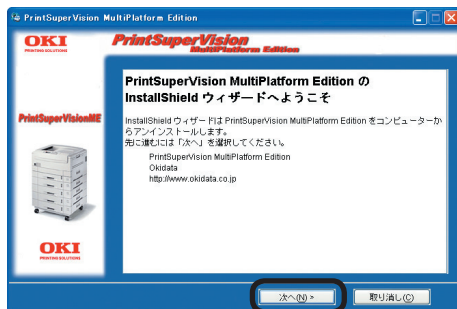 PrintSuperVision MultiPlatform Edition
OKI
PRINTING SOLUTIONS
PrintSuperVision
MultiPlatform Edition
PrintSuperVision MultiPlatform Edition の
InstallShield ウィザードへようこそ
PrintSuperVisionME
InstallShield ウィザードは PrintSuperVision MultiPlatform Edition をコンピューターか
らアンインストールします。
先に進むには「次へ」を選択してください。
PrintSuperVision MultiPlatform Edition
Okidata
http://www.okidata.co.jp
OKI
PRINTING SOLUTIONS
次へ(N) >
取り消し(C)